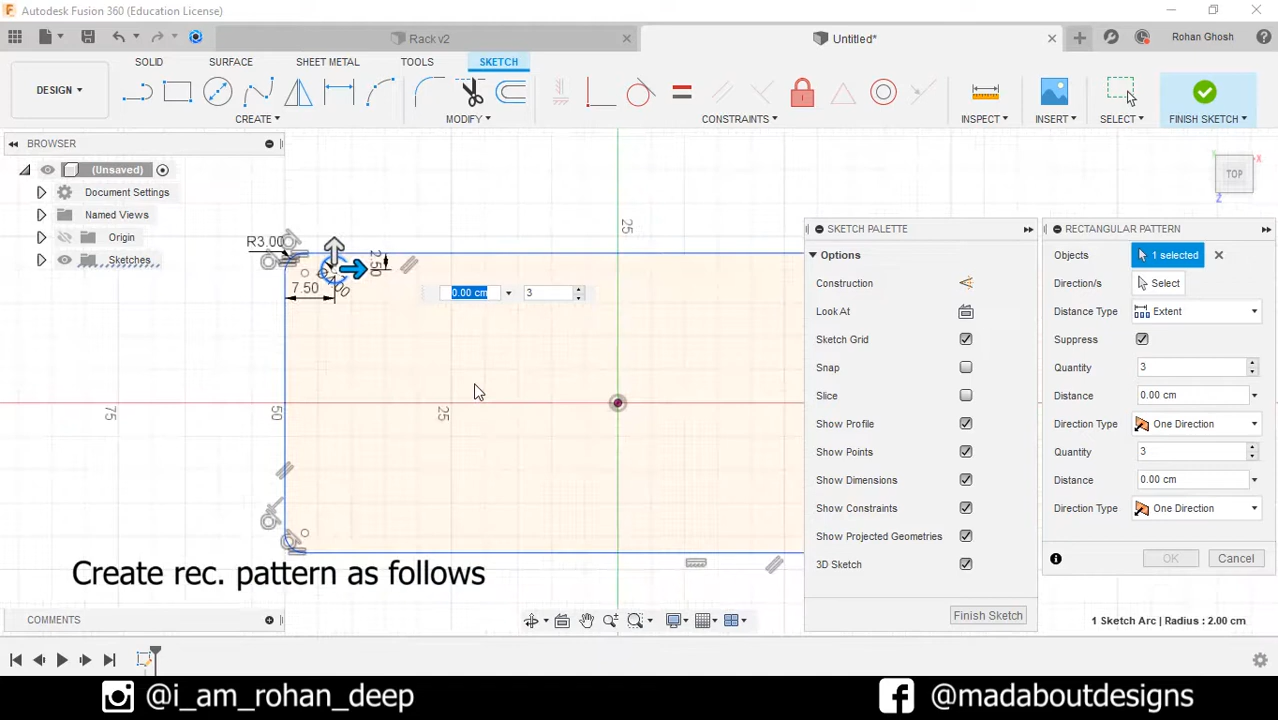 Autodesk Fusion 360 (Education License)
Rack v2
Untitled*
Rohan Ghosh
SOLID
SURFACE
SHEET METAL
TOOLS
SKETCH
DESIGN
CREATE
MODIFY
CONSTRAINTS
INSPECT
INSERT
SELECT
FINISH SKETCH
BROWSER
(Unsaved)
Document Settings
Named Views
Origin
Sketches
TOP
X
Z
25
R3.00
2.50
7.50
0.00 cm
3
75
50
25
SKETCH PALETTE
Options
Construction
Look At
Sketch Grid
Snap
Slice
Show Profile
Show Points
Show Dimensions
Show Constraints
Show Projected Geometries
3D Sketch
Finish Sketch
RECTANGULAR PATTERN
Objects 1 selected
Direction/s Select
Distance Type Extent
Suppress
Quantity 3
Distance 0.00 cm
Direction Type One Direction
Quantity 3
Distance 0.00 cm
Direction Type One Direction
OK Cancel
Create rec. pattern as follows
COMMENTS
1 Sketch Arc | Radius : 2.00 cm
@i_am_rohan_deep
@madaboutdesigns